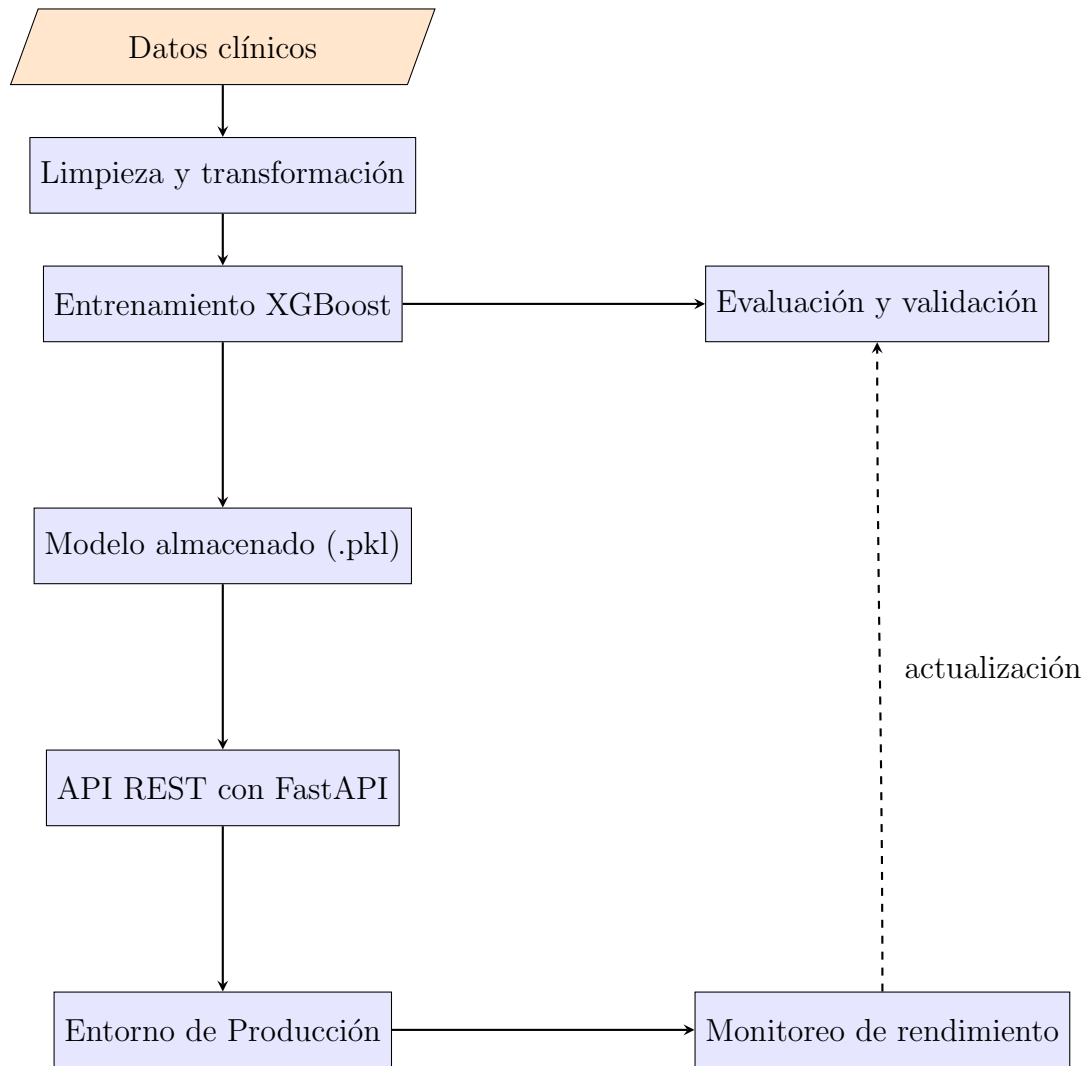 Datos clínicos
Limpieza y transformación
Entrenamiento XGBoost
Evaluación y validación
Modelo almacenado (.pkl)
actualización
API REST con FastAPI
Entorno de Producción
Monitoreo de rendimiento